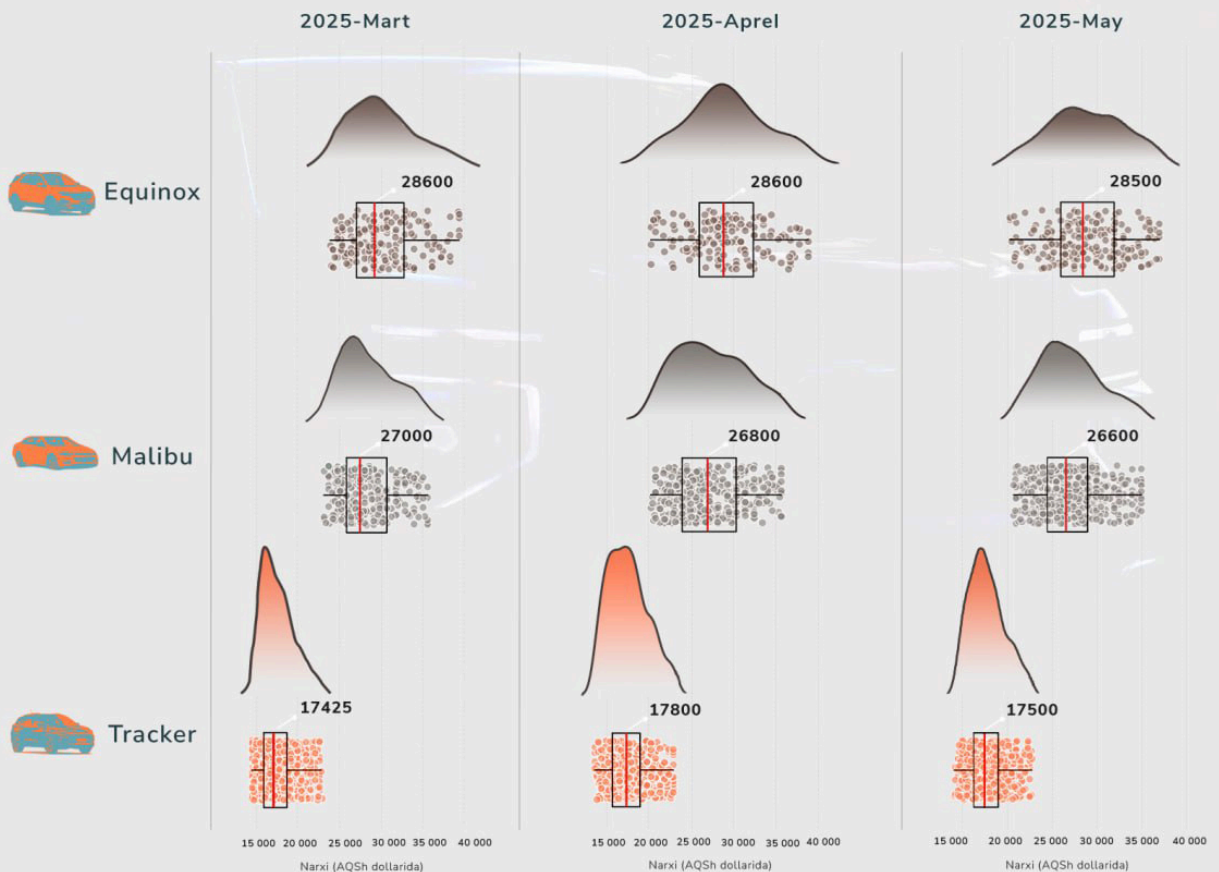 2025-Mart 2025-Aprel 2025-May
Equinox
28600 28600 28500
Malibu
27000 26800 26600
Tracker
17425 17800 17500
15 000 20 000 25 000 30 000 35 000 40 000
15 000 20 000 25 000 30 000 35 000 40 000
15 000 20 000 25 000 30 000 35 000 40 000
Narxi (AQSh dollarida) Narxi (AQSh dollarida) Narxi (AQSh dollarida)